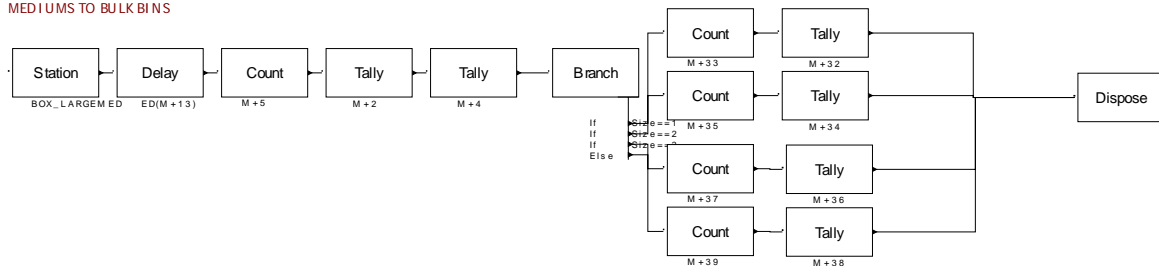 MEDIUMS TO BULK BINS
Station
BOX_LARGEMED
Delay
ED(M+13)
Count
M+5
Tally
M+2
Tally
M+4
Branch
If Size==1
If Size==2
If
Else
Count
M+33
Tally
M+32
Count
M+35
Tally
M+34
Count
M+37
Tally
M+36
Count
M+39
Tally
M+38
Dispose